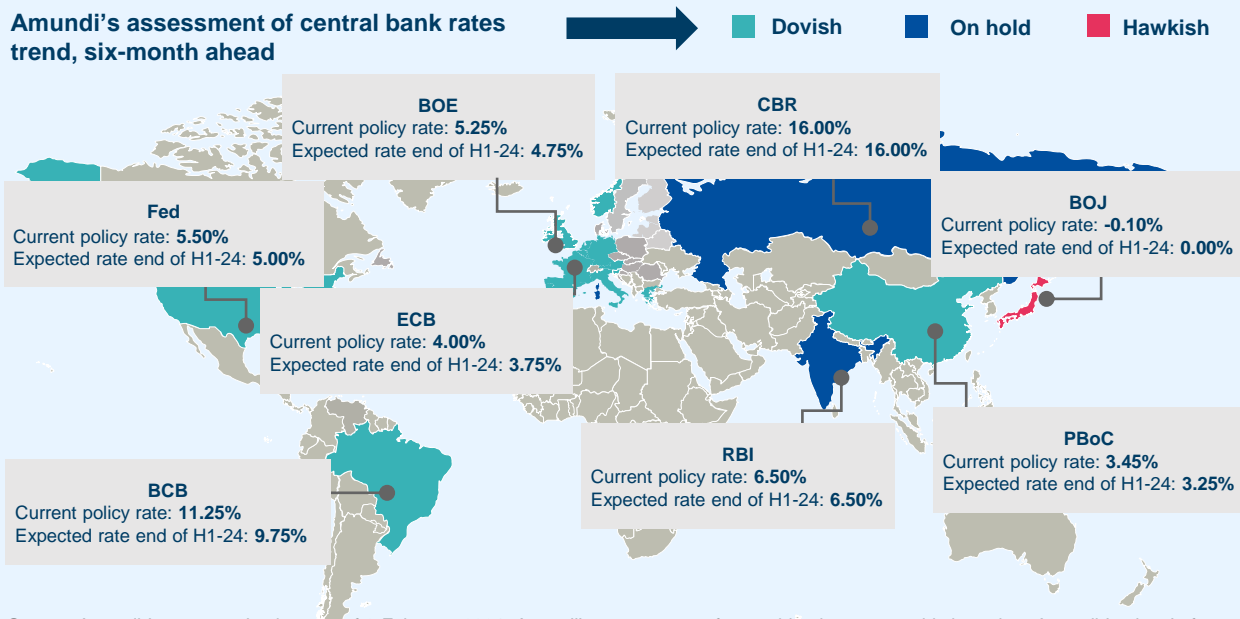 Amundi's assessment of central bank rates
trend, six-month ahead
Dovish
On hold
Hawkish
BOE
Current policy rate: 5.25%
Expected rate end of H1-24: 4.75%
CBR
Current policy rate: 16.00%
Expected rate end of H1-24: 16.00%
Fed
Current policy rate: 5.50%
Expected rate end of H1-24: 5.00%
BOJ
Current policy rate: -0.10%
Expected rate end of H1-24: 0.00%
ECB
Current policy rate: 4.00%
Expected rate end of H1-24: 3.75%
RBI
Current policy rate: 6.50%
Expected rate end of H1-24: 6.50%
PBoC
Current policy rate: 3.45%
Expected rate end of H1-24: 3.25%
BCB
Current policy rate: 11.25%
Expected rate end of H1-24: 9.75%